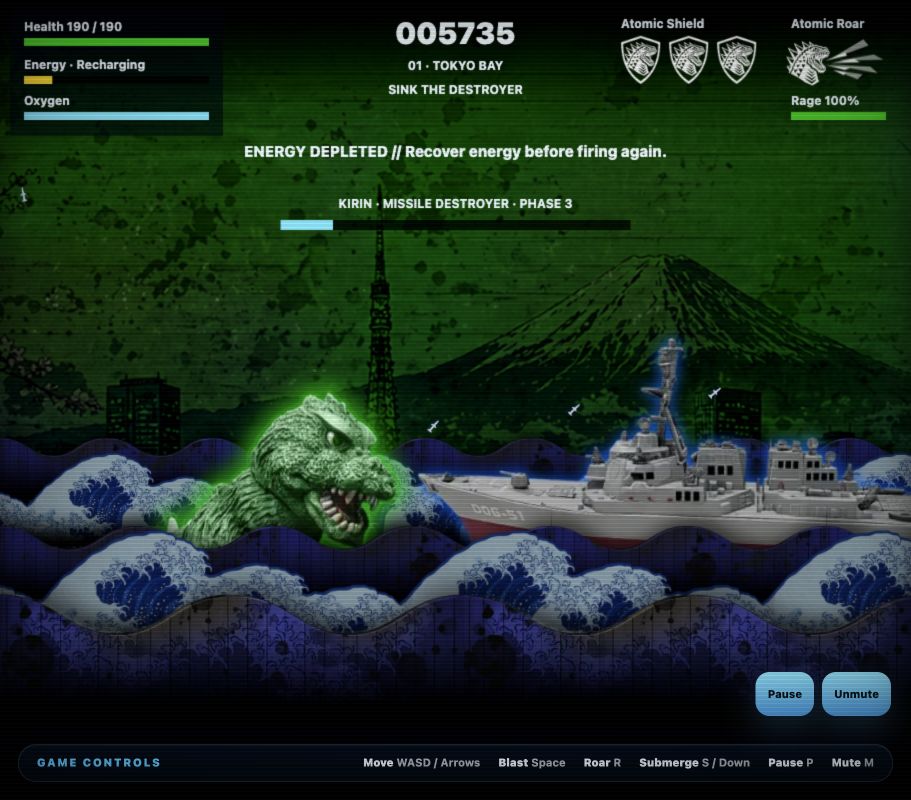 Health 190 / 190
Energy · Recharging
Oxygen
005735
01 · TOKYO BAY
SINK THE DESTROYER
Atomic Shield
Atomic Roar
Rage 100%
ENERGY DEPLETED // Recover energy before firing again.
KIRIN · MISSILE DESTROYER · PHASE 3
DDG-51
Pause
Unmute
GAME CONTROLS
Move WASD / Arrows Blast Space Roar R Submerge S / Down Pause P Mute M